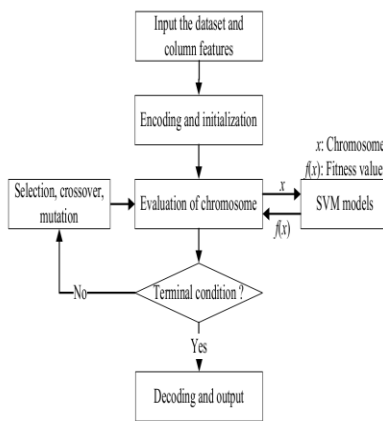 Input the dataset and
column features
Encoding and initialization
x: Chromosome
f(x): Fitness value
Selection, crossover,
mutation
Evaluation of chromosome
x
f(x)
SVM models
No
Terminal condition ?
Yes
Decoding and output